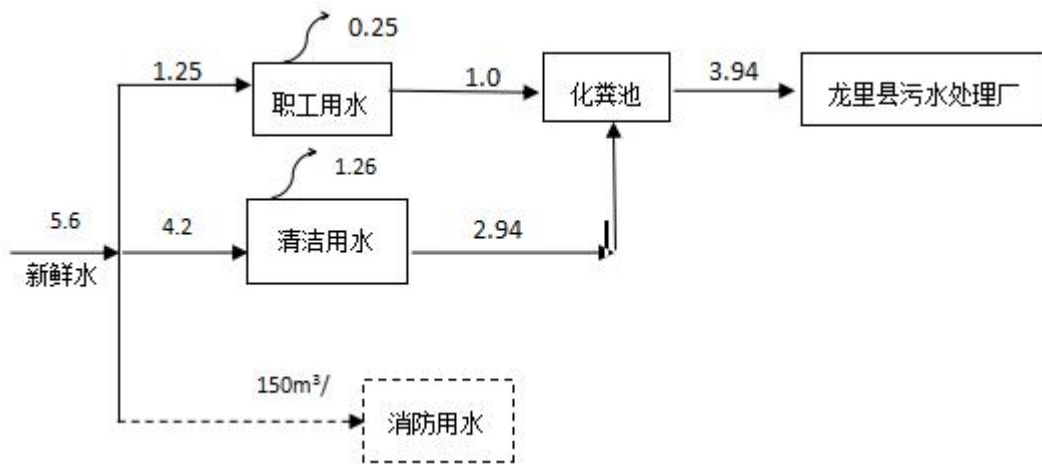 0.25
1.25
职工用水
1.0
化粪池
3.94
龙里县污水处理厂
1.26
5.6
新鲜水
4.2
清洁用水
2.94
150m³/
消防用水